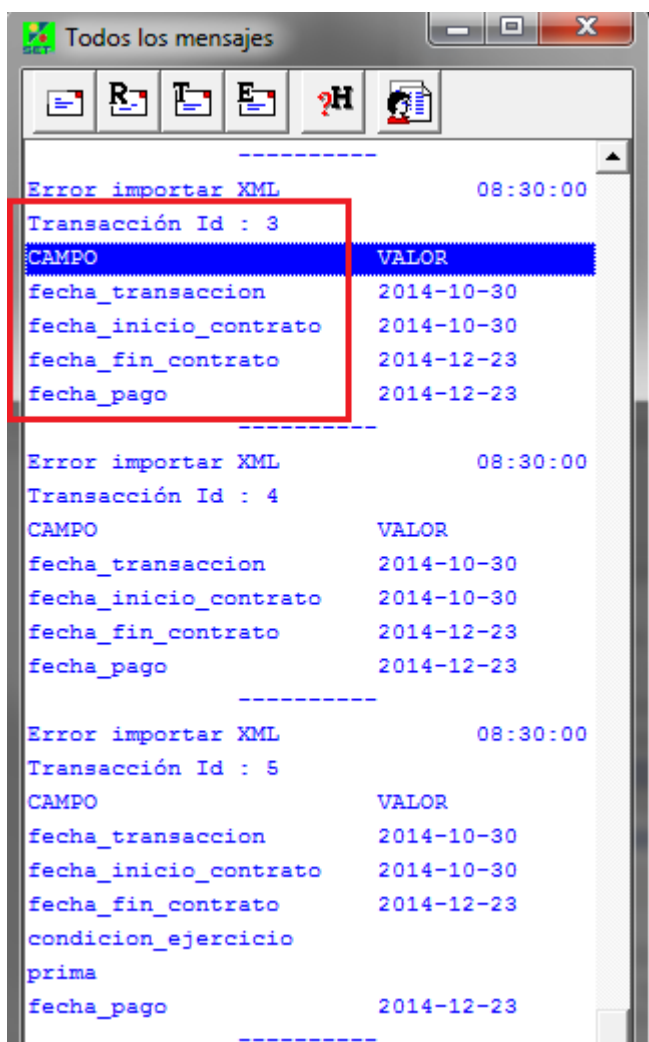 SET Todos los mensajes
R T E ?H
----------
Error importar XML 08:30:00
Transacción Id : 3
CAMPO VALOR
fecha_transaccion 2014-10-30
fecha_inicio_contrato 2014-10-30
fecha_fin_contrato 2014-12-23
fecha_pago 2014-12-23
----------
Error importar XML 08:30:00
Transacción Id : 4
CAMPO VALOR
fecha_transaccion 2014-10-30
fecha_inicio_contrato 2014-10-30
fecha_fin_contrato 2014-12-23
fecha_pago 2014-12-23
----------
Error importar XML 08:30:00
Transacción Id : 5
CAMPO VALOR
fecha_transaccion 2014-10-30
fecha_inicio_contrato 2014-10-30
fecha_fin_contrato 2014-12-23
condicion_ejercicio
prima
fecha_pago 2014-12-23
----------